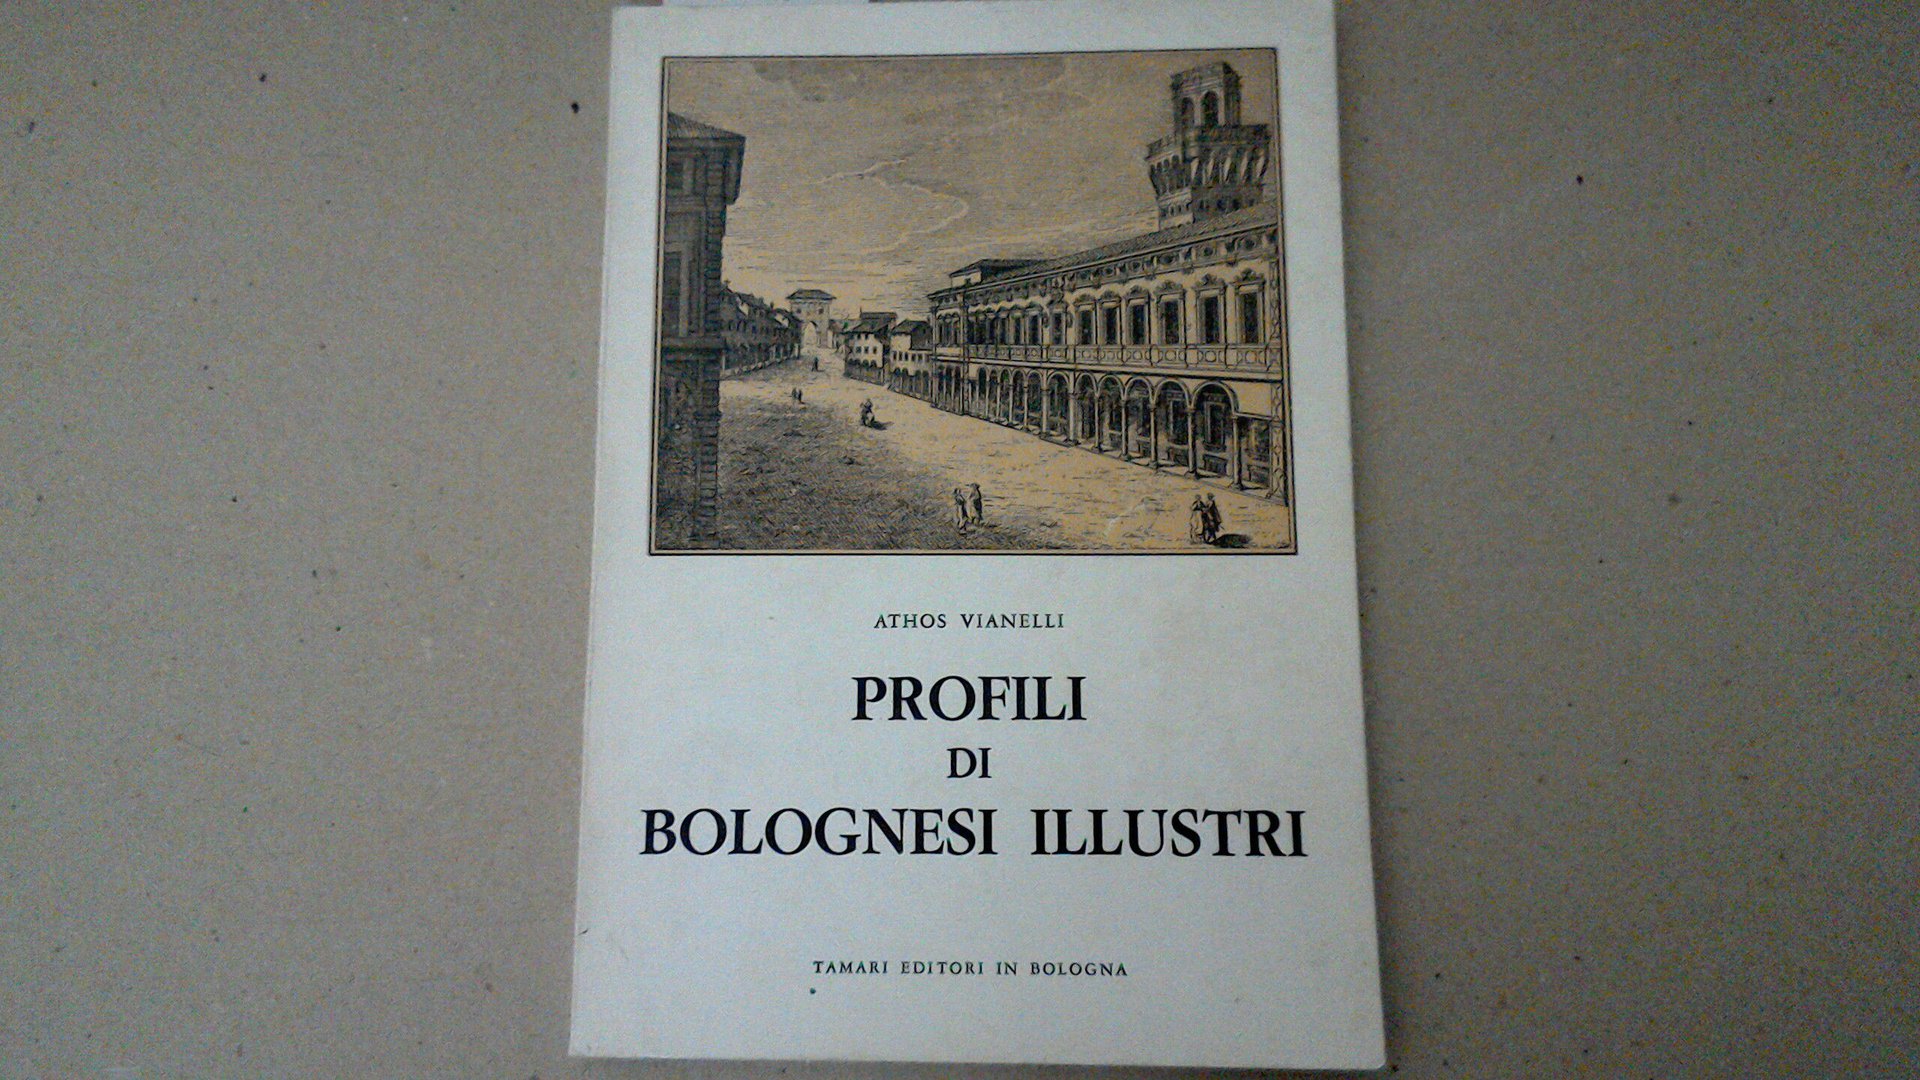 ATHOS VIANELLI
PROFILI
DI
BOLOGNESI ILLUSTRI
TAMARI EDITORI IN BOLOGNA